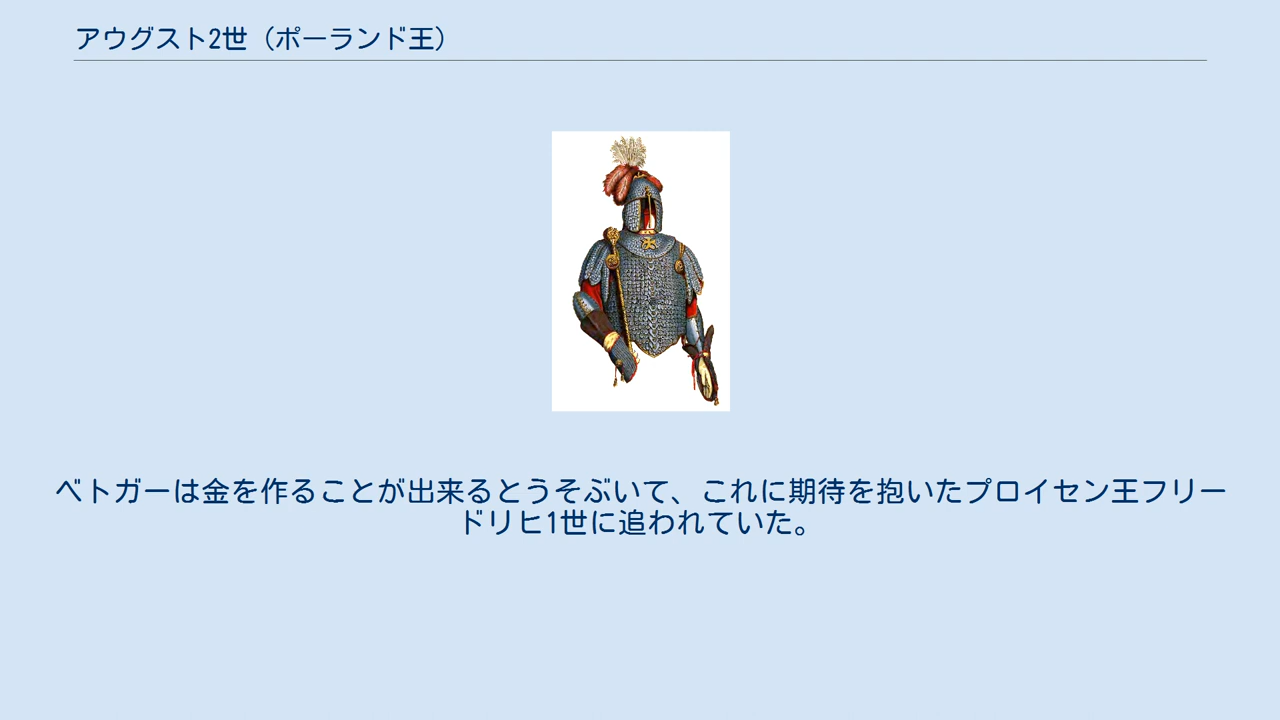 アウグスト2世（ポーランド王）
ベトガーは金を作ることが出来るとうそぶいて、これに期待を抱いたプロイセン王フリー
ドリヒ1世に追われていた。